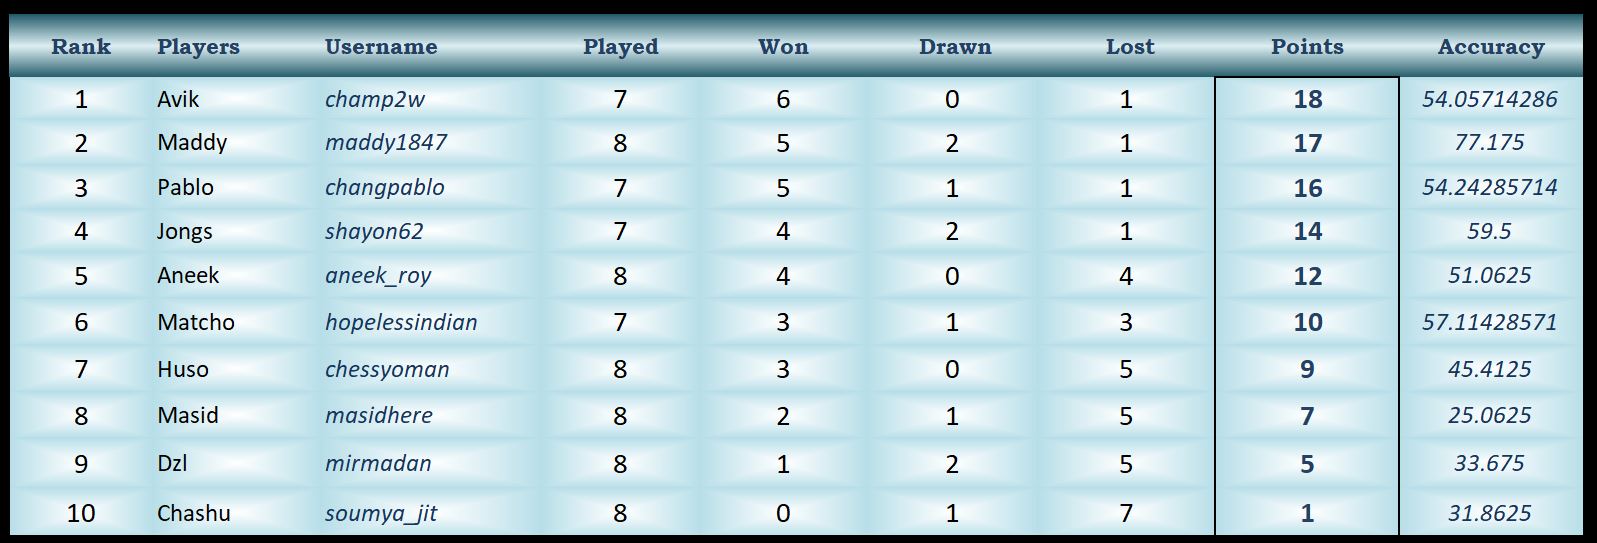 Rank Players Username Played Won Drawn Lost Points Accuracy
1 Avik champ2w 7 6 0 1 18 54.05714286
2 Maddy maddy1847 8 5 2 1 17 77.175
3 Pablo changpablo 7 5 1 1 16 54.24285714
4 Jongs shayon62 7 4 2 1 14 59.5
5 Aneek aneek_roy 8 4 0 4 12 51.0625
6 Matcho hopelessindian 7 3 1 3 10 57.11428571
7 Huso chessyoman 8 3 0 5 9 45.4125
8 Masid masidhere 8 2 1 5 7 25.0625
9 Dzl mirmadan 8 1 2 5 5 33.675
10 Chashu soumya_jit 8 0 1 7 1 31.8625